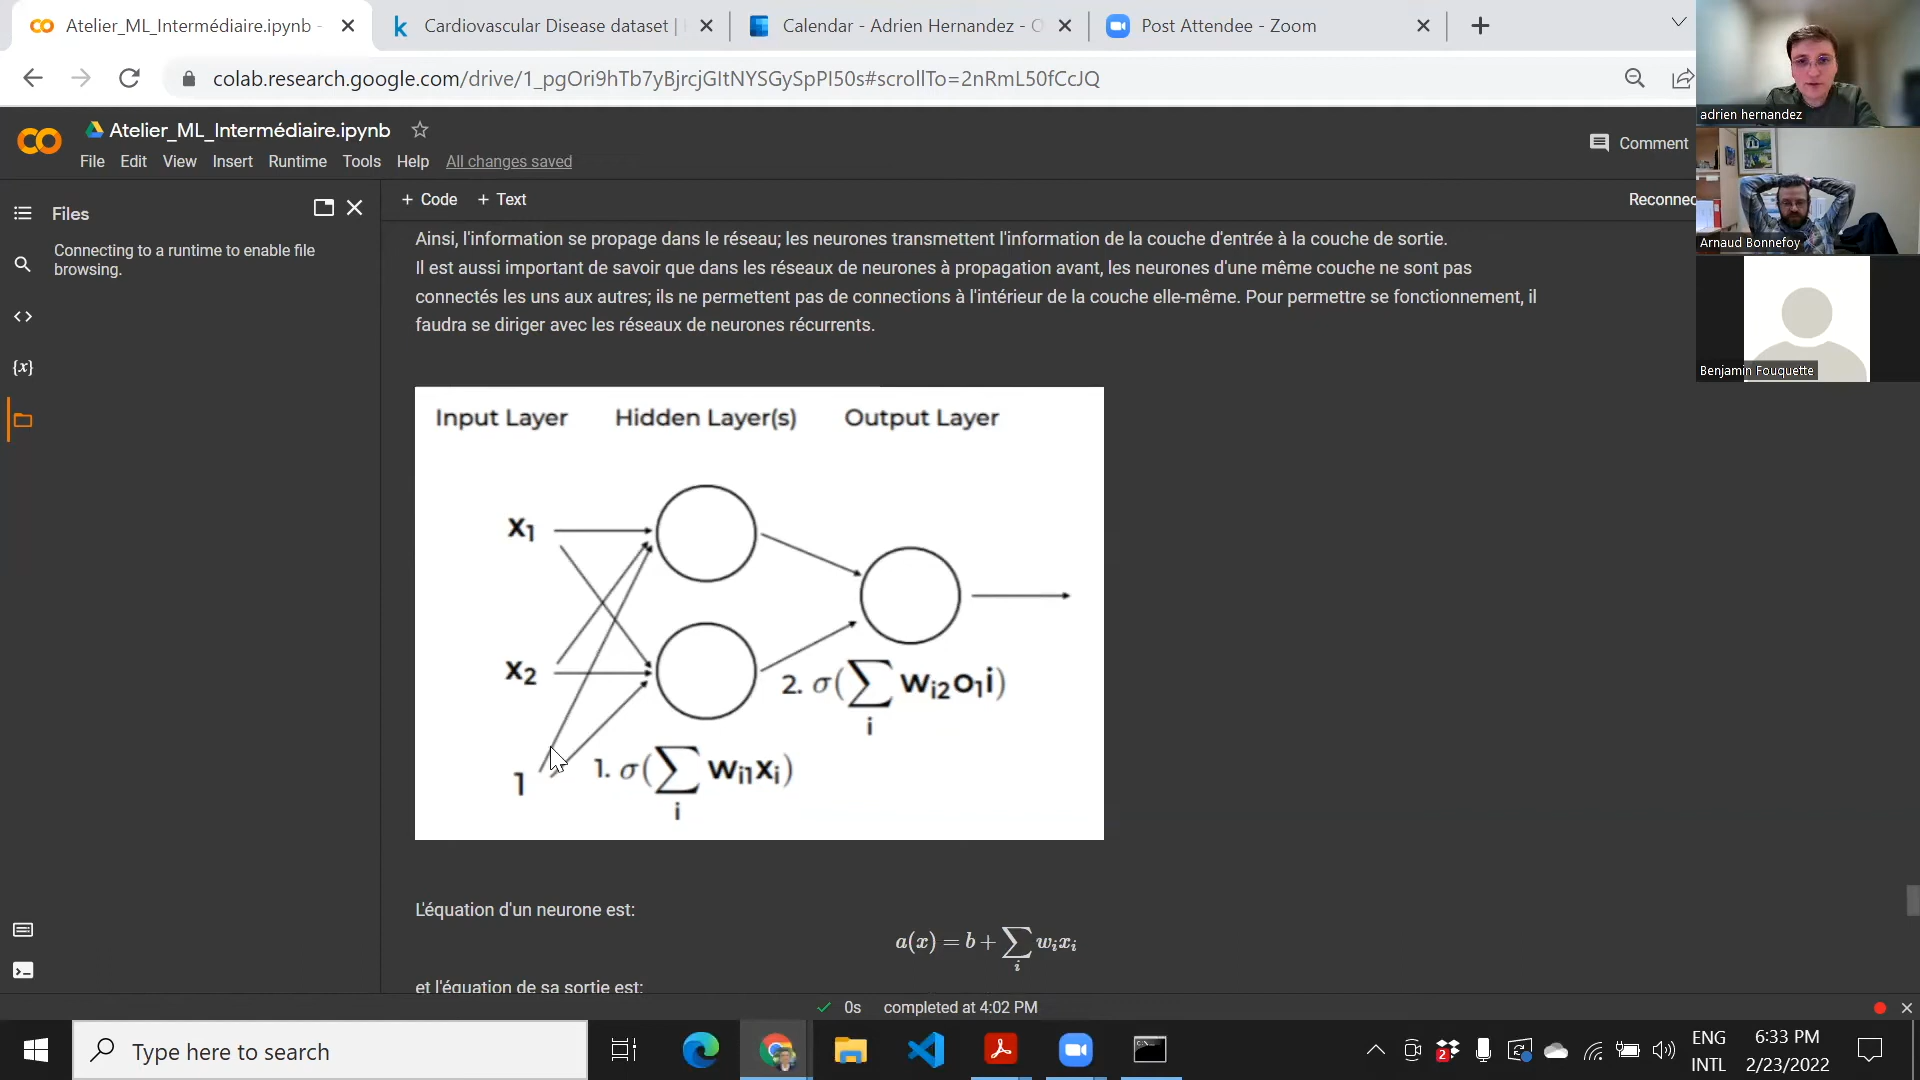 Atelier_ML_Intermédiaire.ipynb -
Cardiovascular Disease dataset |
Calendar - Adrien Hernandez - O
Post Attendee - Zoom
colab.research.google.com/drive/1_pgOri9hTb7yBjrcjGItNYSGySpPI50s#scrollTo=2nRmL50fCcJQ
adrien hernandez
Atelier_ML_Intermédiaire.ipynb
Comment
File Edit View Insert Runtime Tools Help All changes saved
+ Code + Text
Reconnec
Files
Connecting to a runtime to enable file
browsing.
Arnaud Bonnefoy
Benjamin Fouquette
Ainsi, l'information se propage dans le réseau; les neurones transmettent l'information de la couche d'entrée à la couche de sortie.
Il est aussi important de savoir que dans les réseaux de neurones à propagation avant, les neurones d'une même couche ne sont pas
connectés les uns aux autres; ils ne permettent pas de connections à l'intérieur de la couche elle-même. Pour permettre se fonctionnement, il
faudra se diriger avec les réseaux de neurones récurrents.
Input Layer Hidden Layer(s) Output Layer
x1
x2
1
1. σ(∑ wi1xi)
i
2. σ(∑ wi2o1i)
i
L'équation d'un neurone est:
a(x) = b + ∑ wixi
i
et l'équation de sa sortie est:
0s completed at 4:02 PM
Type here to search
2
ENG
INTL
6:33 PM
2/23/2022